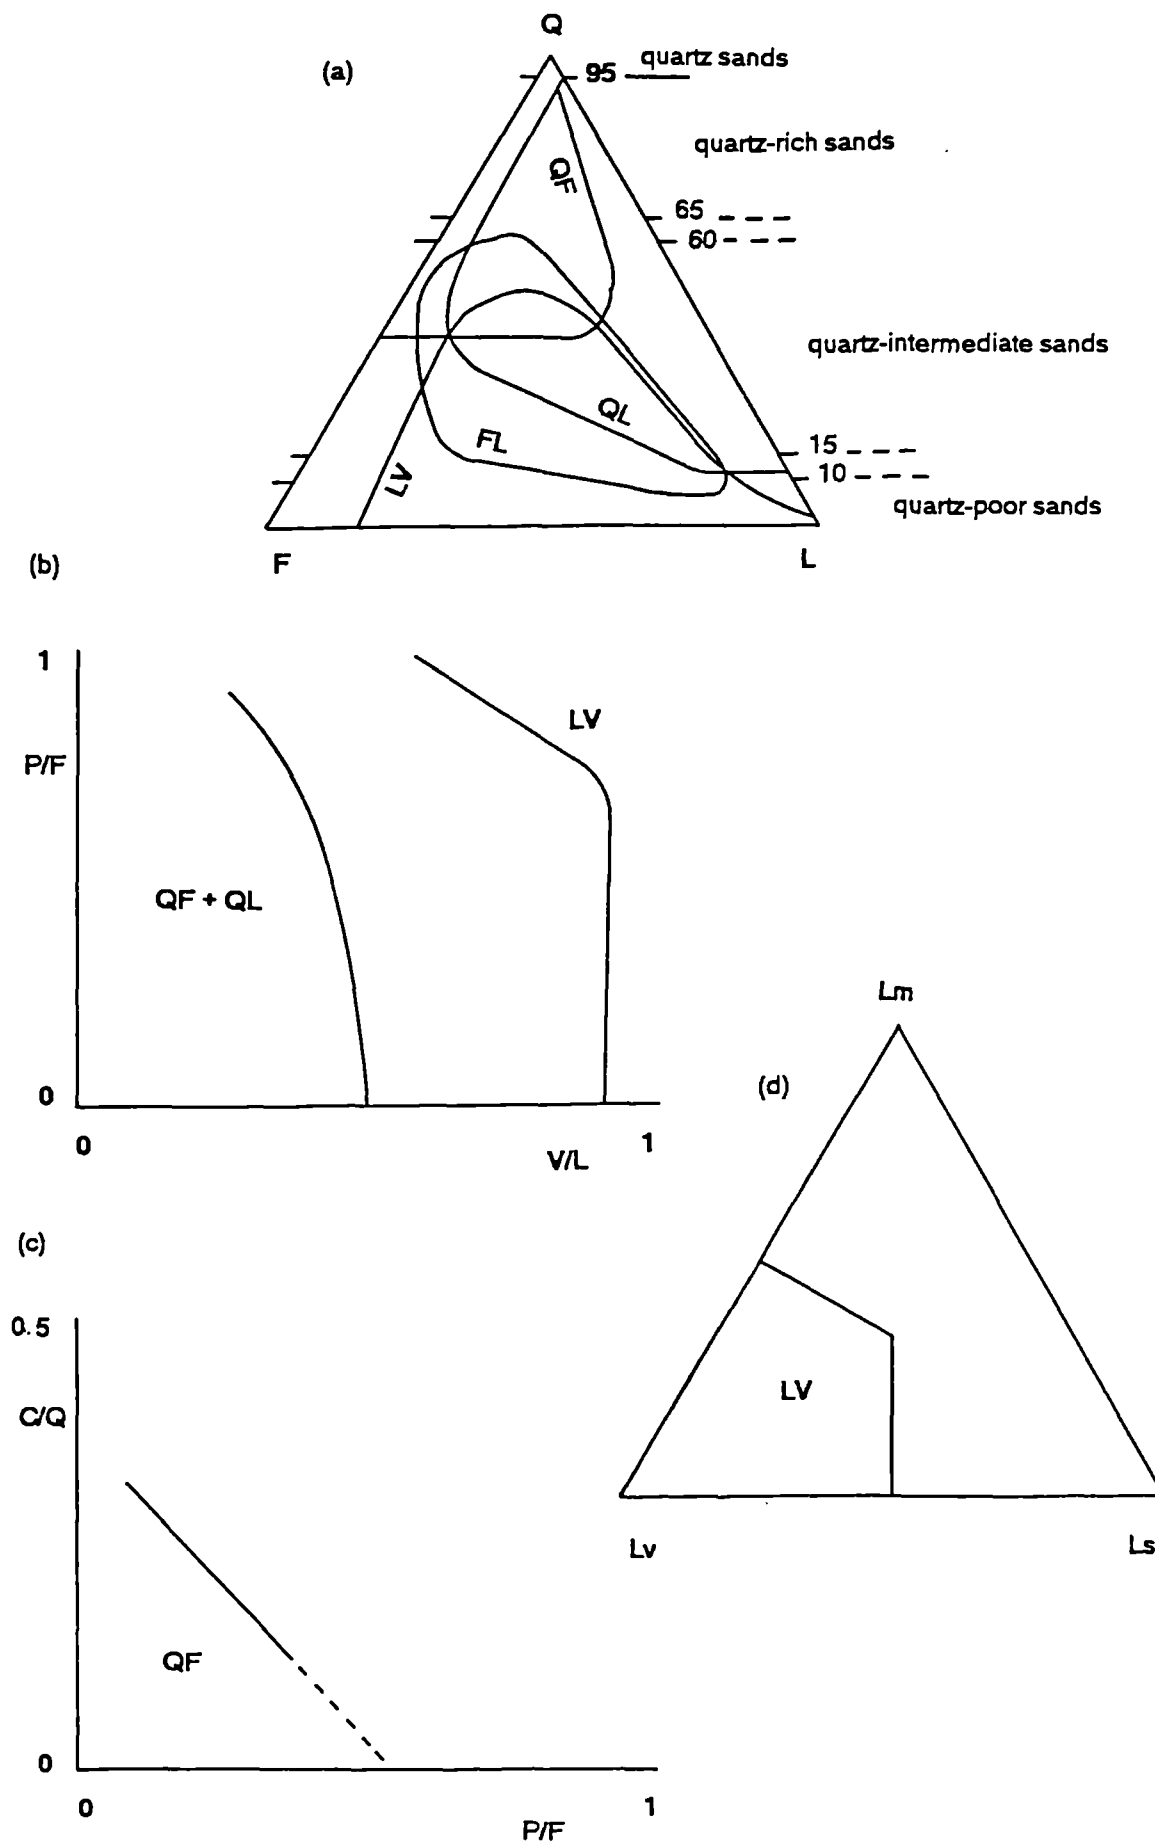 Q
(a)
95 quartz sands
quartz-rich sands
QF
65
60
quartz-intermediate sands
QL
FL
LV
15
10
quartz-poor sands
F
L
(b)
1
LV
P/F
QF + QL
0
0
1
V/L
Lm
(d)
LV
Lv
Ls
(c)
0.5
C/Q
QF
0
0
1
P/F